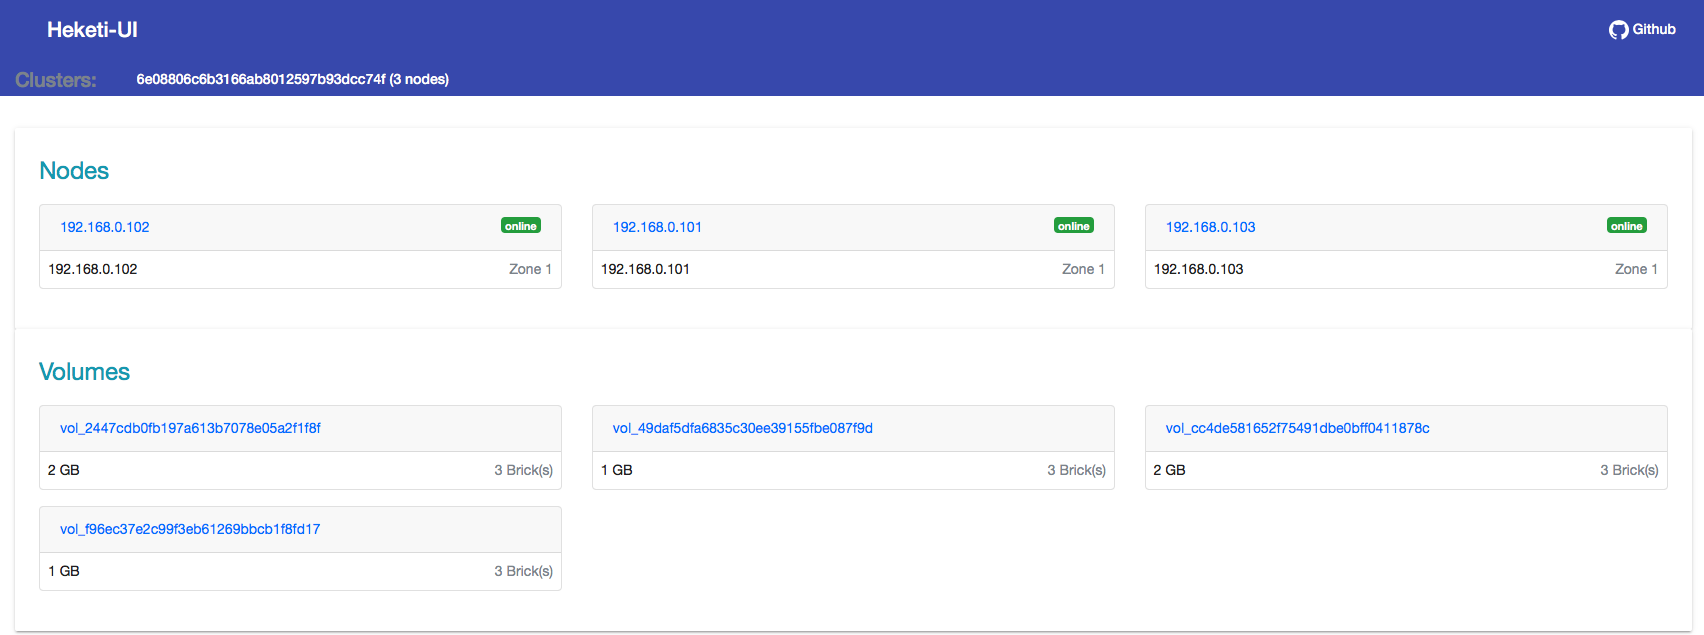 Heketi-UI
Github
Clusters: 6e08806c6b3166ab8012597b93dcc74f (3 nodes)
Nodes
192.168.0.102 online
192.168.0.102 Zone 1
192.168.0.101 online
192.168.0.101 Zone 1
192.168.0.103 online
192.168.0.103 Zone 1
Volumes
vol_2447cdb0fb197a613b7078e05a2f1f8f
2 GB 3 Brick(s)
vol_49daf5dfa6835c30ee39155fbe087f9d
1 GB 3 Brick(s)
vol_cc4de581652f75491dbe0bff0411878c
2 GB 3 Brick(s)
vol_f96ec37e2c99f3eb61269bbcb1f8fd17
1 GB 3 Brick(s)